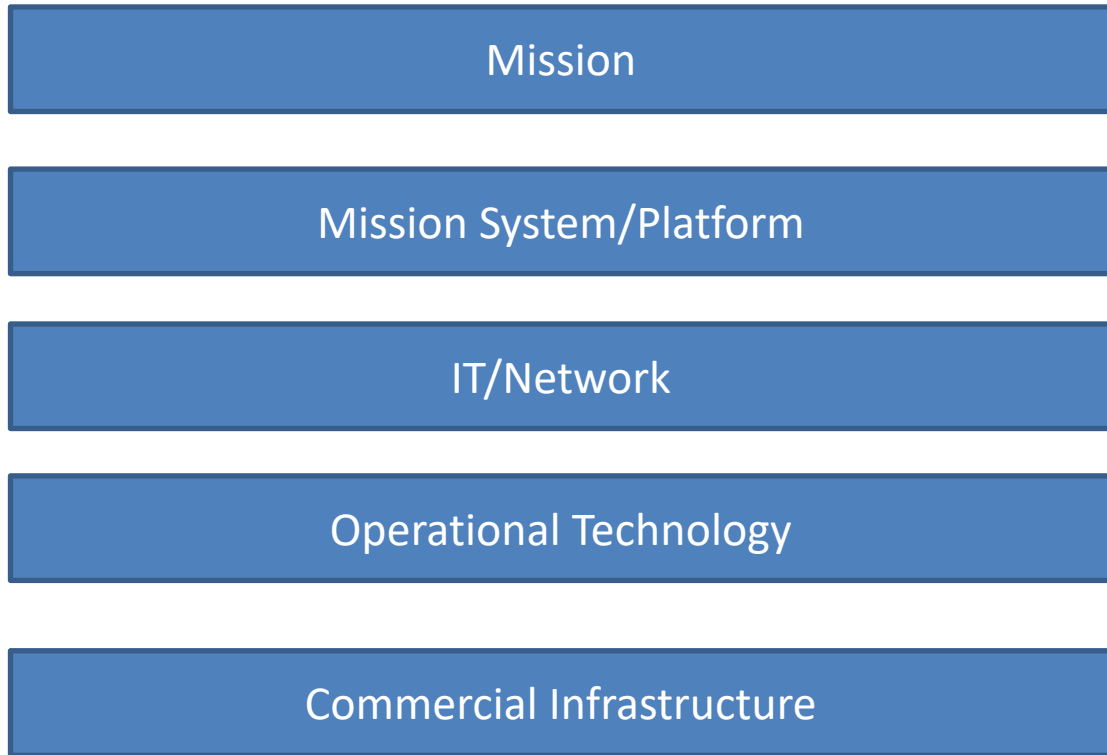 Mission
Mission System/Platform
IT/Network
Operational Technology
Commercial Infrastructure